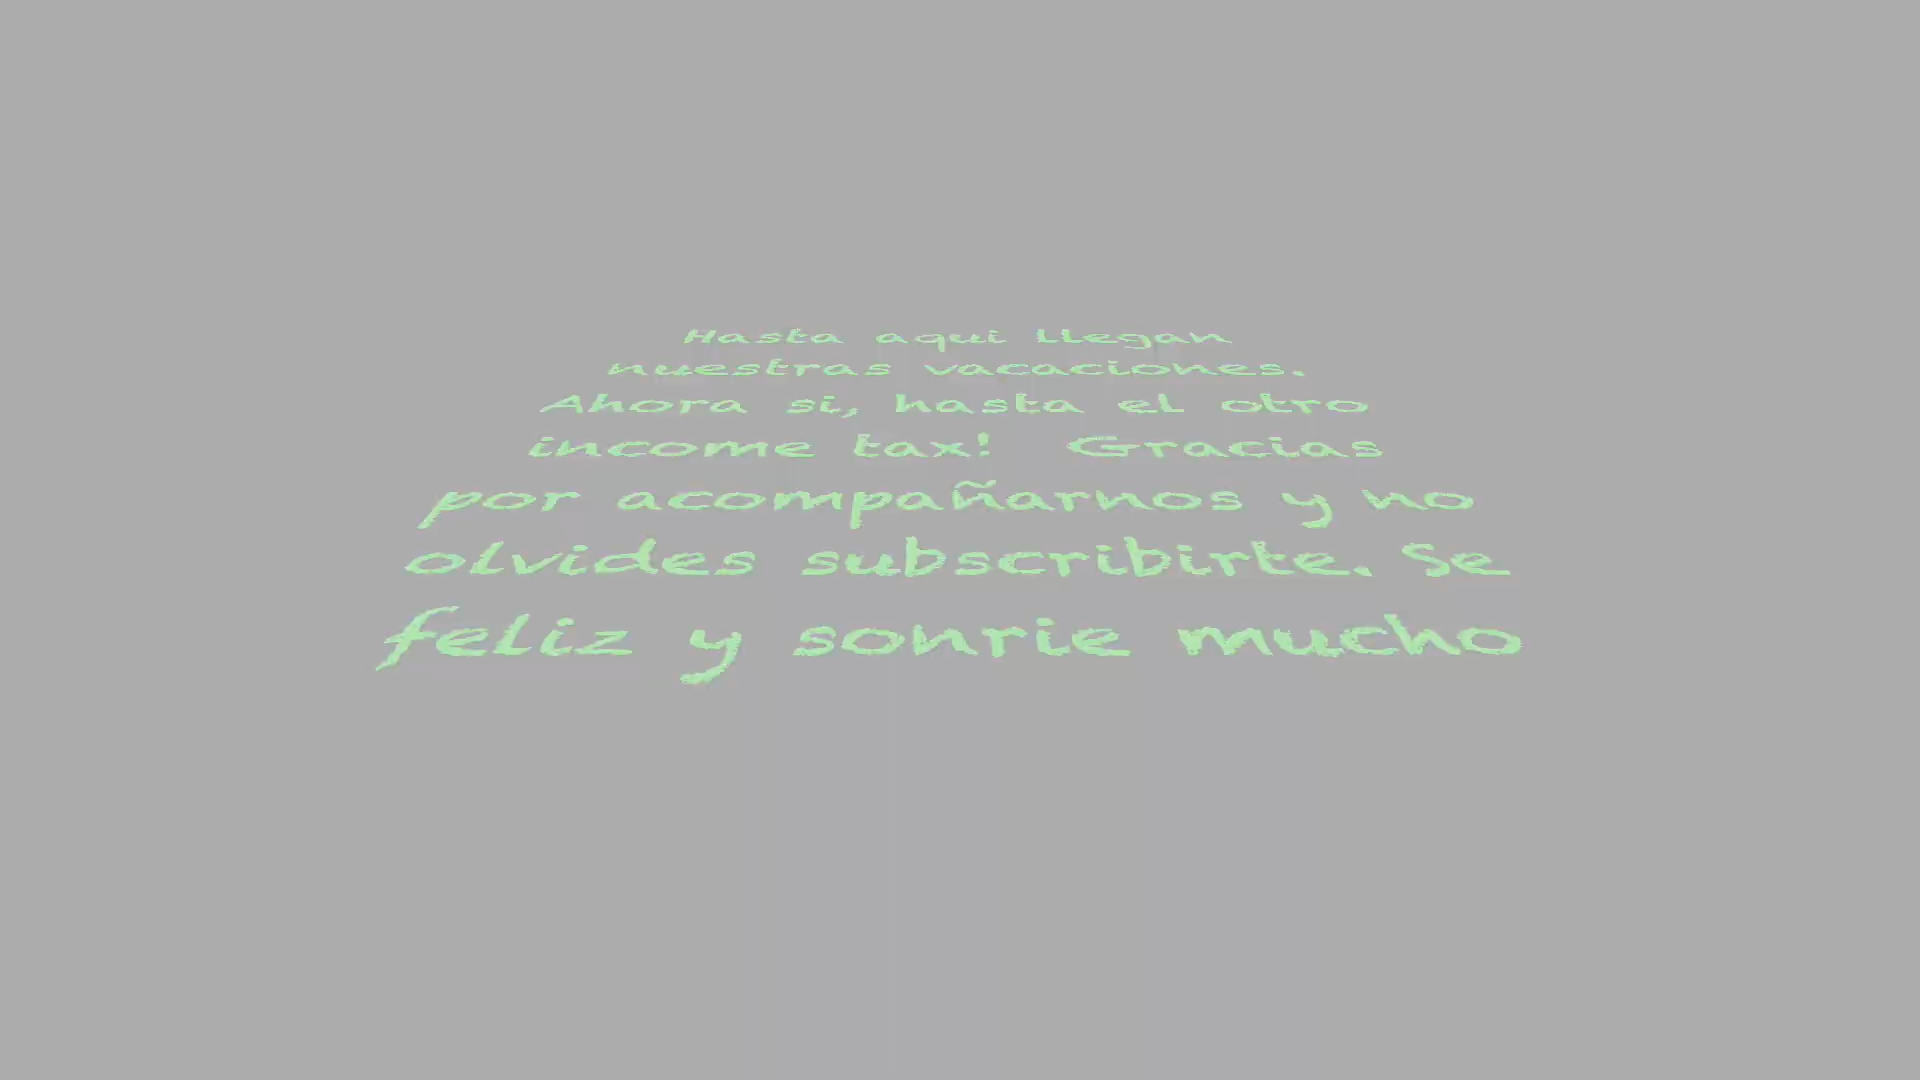 Hasta aqui llegan
nuestras vacaciones.
Ahora si, hasta el otro
income tax!  Gracias
por acompañarnos y no
olvides subscribirte. Se
feliz y sonrie mucho